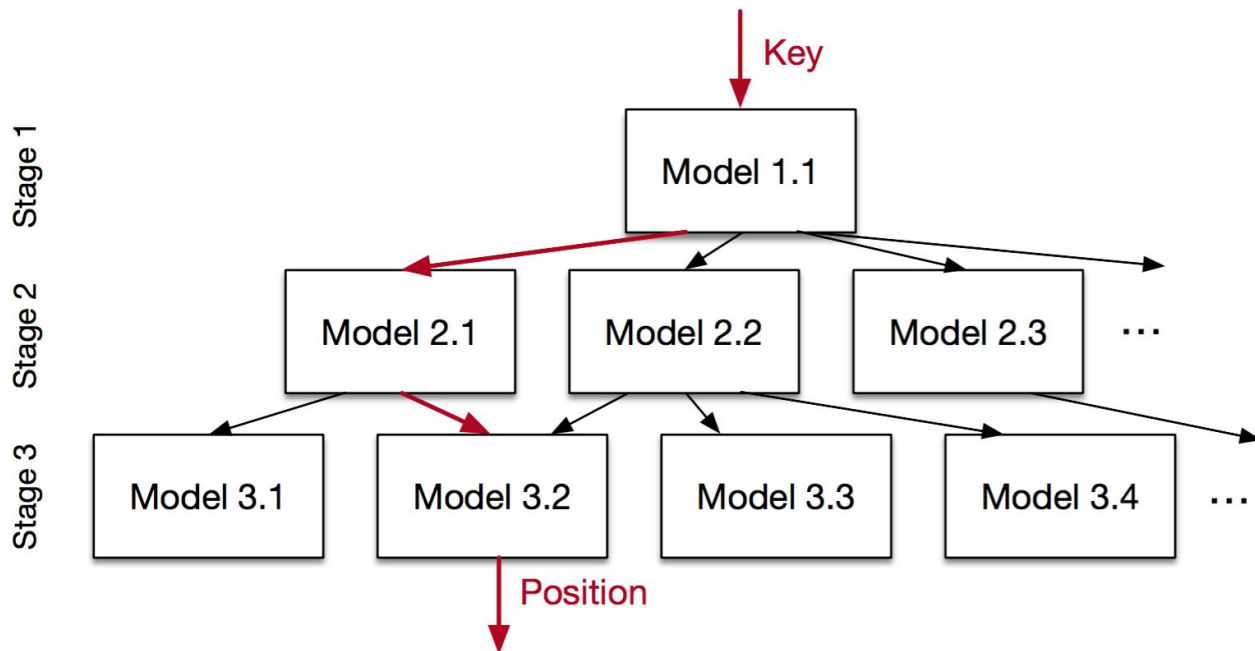 Key
Stage 1
Model 1.1
Stage 2
Model 2.1
Model 2.2
Model 2.3
...
Stage 3
Model 3.1
Model 3.2
Model 3.3
Model 3.4
...
Position